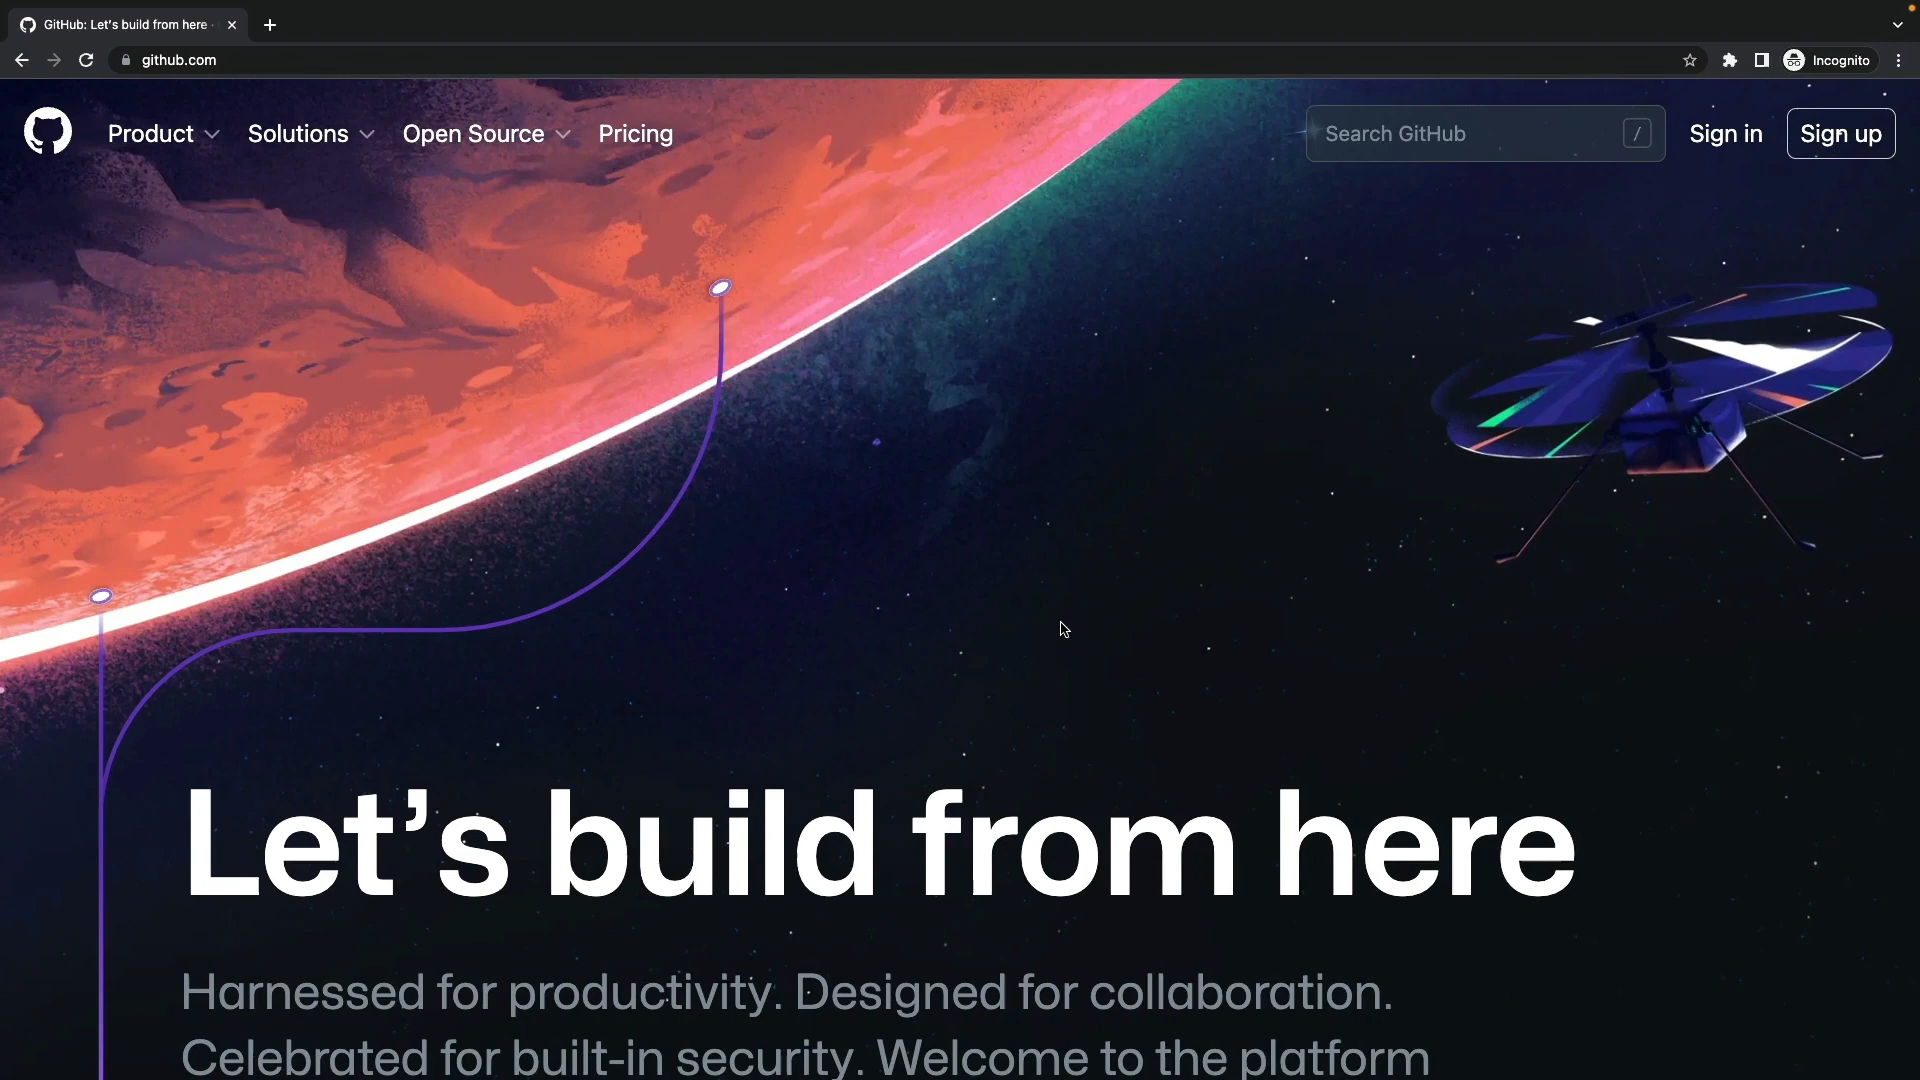 GitHub: Let's build from here ·
github.com
Incognito
Product
Solutions
Open Source
Pricing
Search GitHub
/
Sign in
Sign up
Let’s build from here
Harnessed for productivity. Designed for collaboration.
Celebrated for built-in security. Welcome to the platform